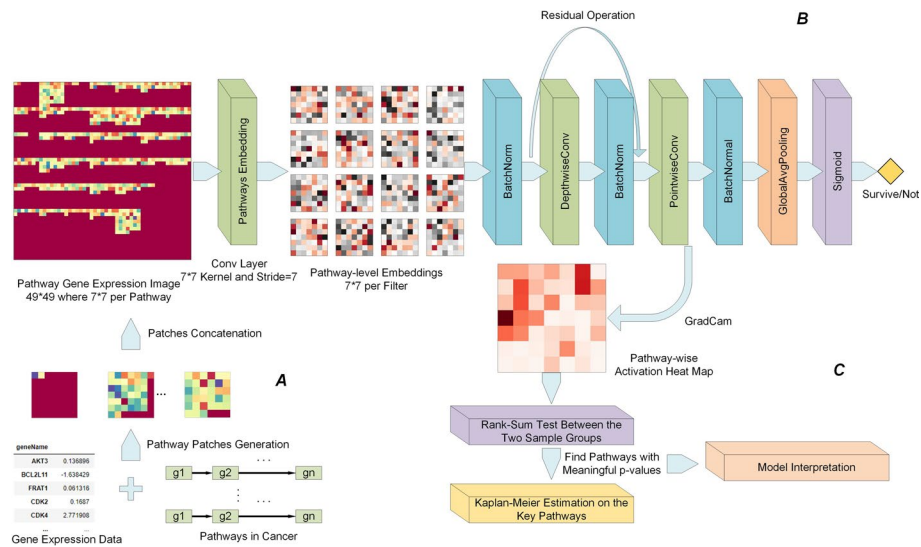 Residual Operation
B
Pathways Embedding
BatchNorm
DepthwiseConv
BatchNorm
PointwiseConv
BatchNormal
GlobalAvgPooling
Sigmoid
Survive/Not
Pathway Gene Expression Image
49*49 where 7*7 per Pathway
Conv Layer
7*7 Kernel and Stride=7
Pathway-level Embeddings
7*7 per Filter
GradCam
Pathway-wise
Activation Heat Map
Patches Concatenation
A
...
Pathway Patches Generation
geneName
AKT3 0.136896
BCL2L11 -1.638429
FRAT1 0.061316
CDK2 0.1687
CDK4 2.771908
... ...
Gene Expression Data
...
g1 g2 gn
... ...
g1 g2 gn
...
Pathways in Cancer
C
Rank-Sum Test Between the
Two Sample Groups
Find Pathways with
Meaningful p-values
Model Interpretation
Kaplan-Meier Estimation on the
Key Pathways